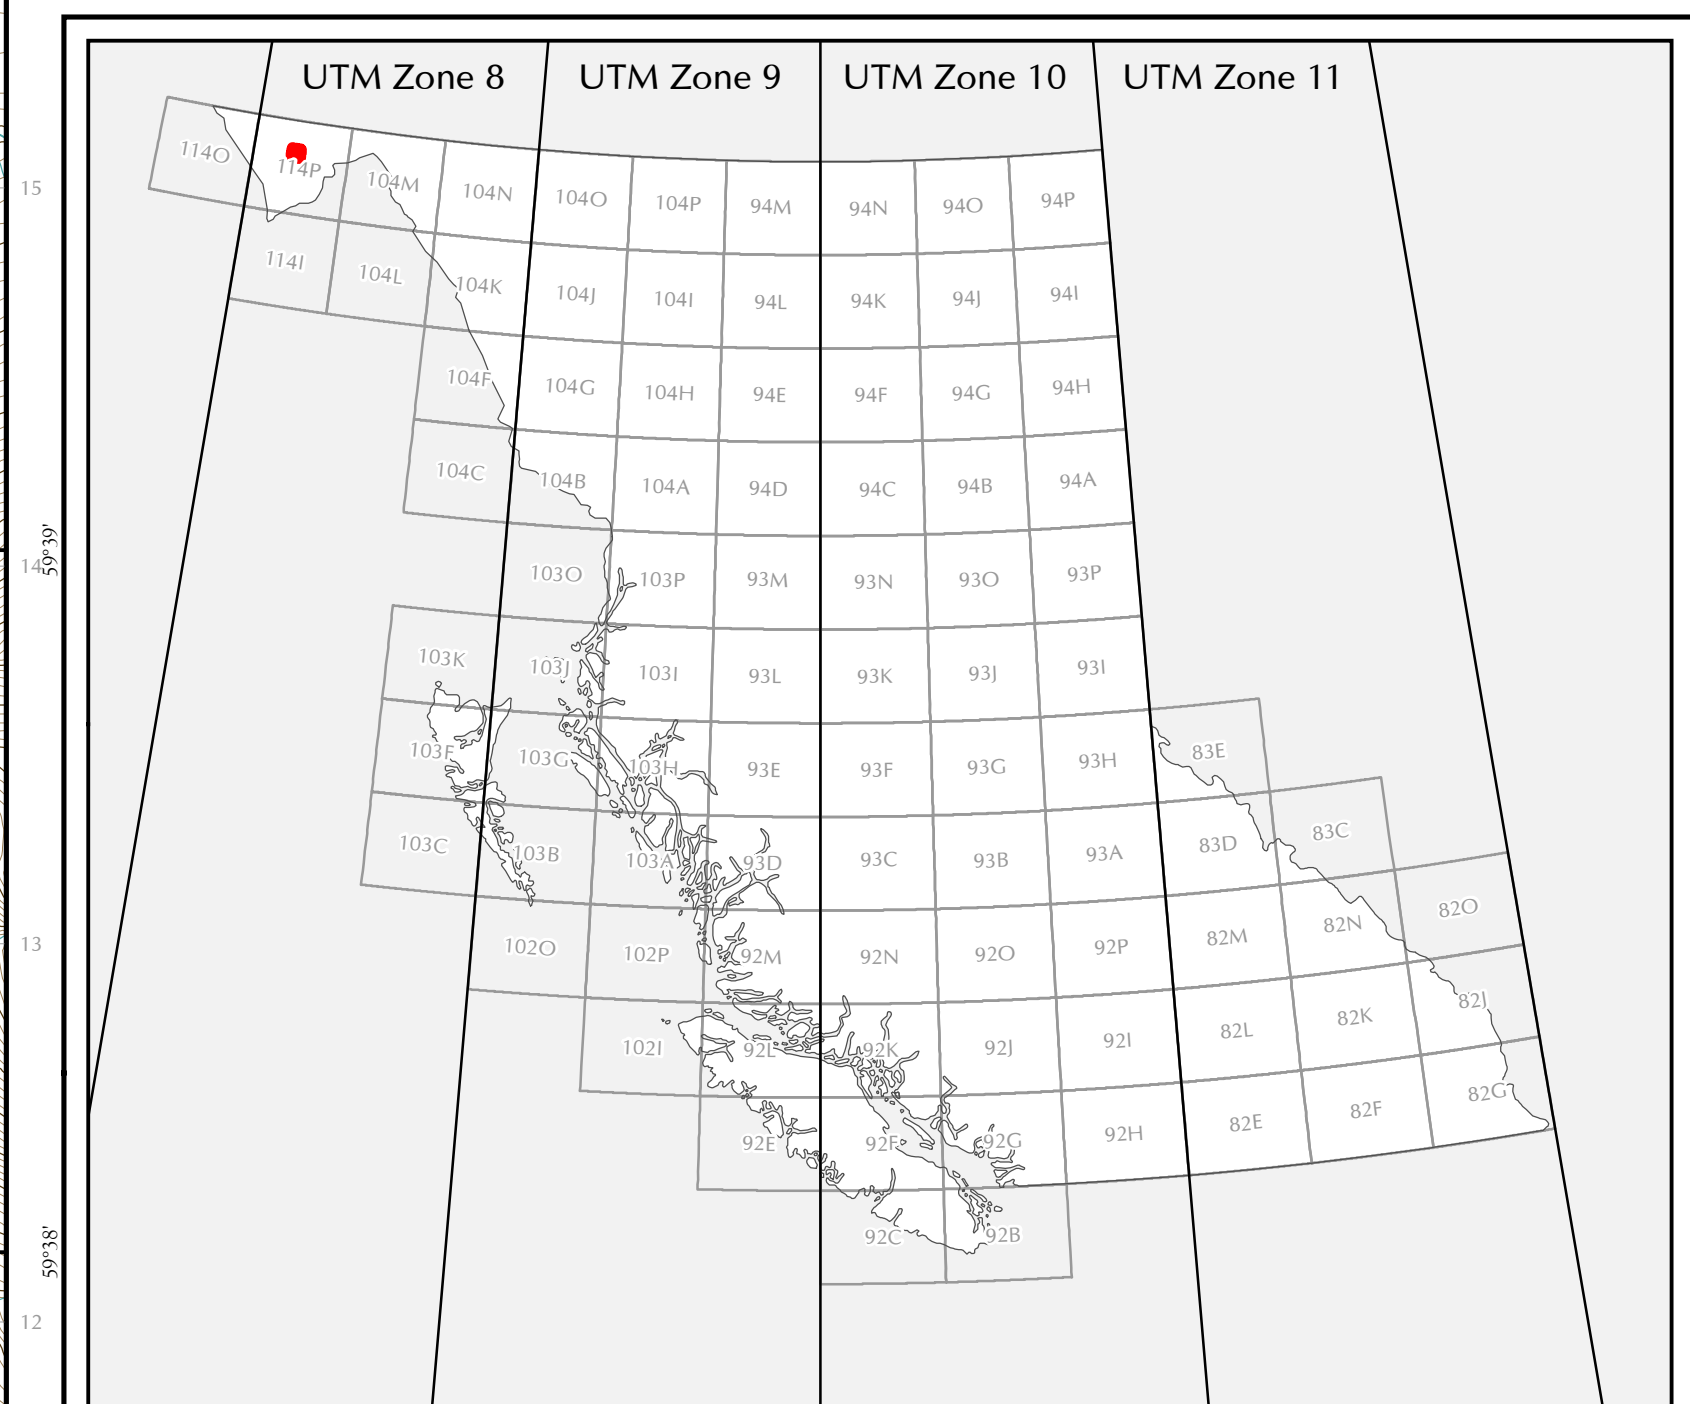 UTM Zone 8 UTM Zone 9 UTM Zone 10 UTM Zone 11
114O 114P 104M 104N 104O 104P 94M 94N 94O 94P
15
114I 104L 104K 104J 104I 94L 94K 94J 94I
104F 104G 104H 94E 94F 94G 94H
104C 104B 104A 94D 94C 94B 94A
14
59°39'
103O 103P 93M 93N 93O 93P
103K 103J 103I 93L 93K 93J 93I
103F 103G 103H 93E 93F 93G 93H 83E
103C 103B 103A 93D 93C 93B 93A 83D 83C
13
102O 102P 92M 92N 92O 92P 82M 82N 82O
102I 92L 92K 92J 92I 82L 82K 82J
92E 92F 92G 92H 82E 82F 82G
59°38'
92C 92B
12